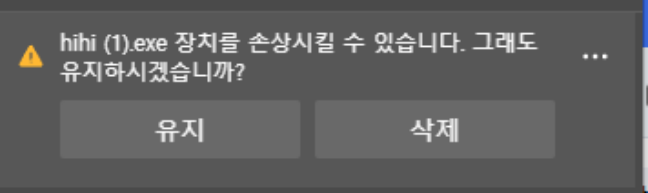 hihi (1).exe 장치를 손상시킬 수 있습니다. 그래도
유지하시겠습니까?
유지
삭제